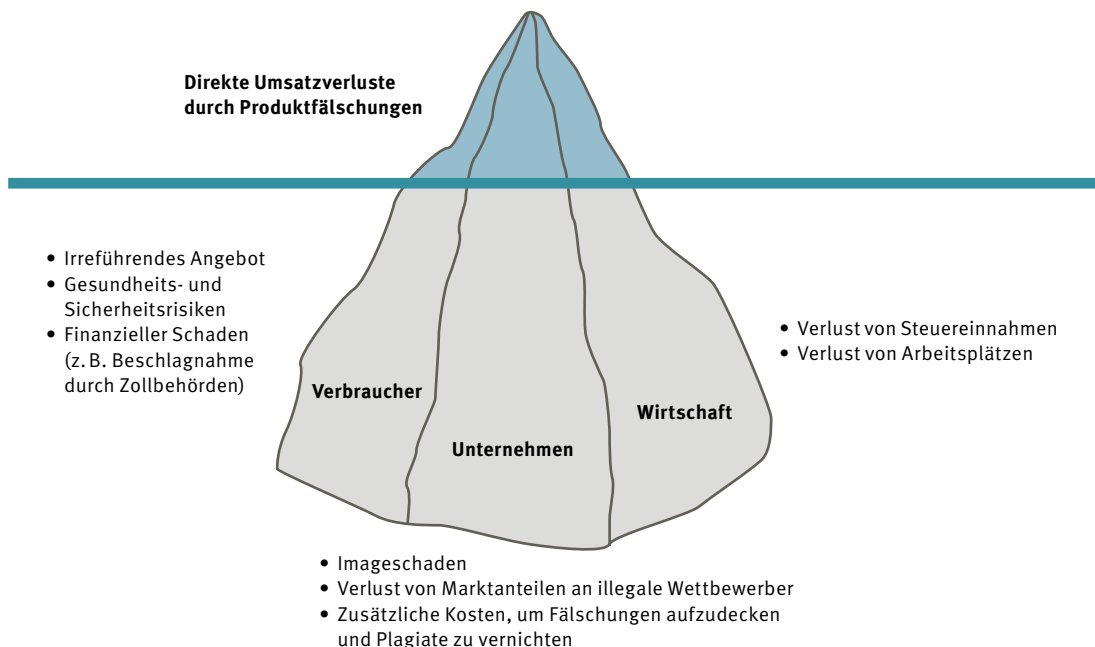 Direkte Umsatzverluste
durch Produktfälschungen
• Irreführendes Angebot
• Gesundheits- und
Sicherheitsrisiken
• Finanzieller Schaden
(z. B. Beschlagnahme
durch Zollbehörden)
Verbraucher
Unternehmen
Wirtschaft
• Verlust von Steuereinnahmen
• Verlust von Arbeitsplätzen
• Imageschaden
• Verlust von Marktanteilen an illegale Wettbewerber
• Zusätzliche Kosten, um Fälschungen aufzudecken
und Plagiate zu vernichten